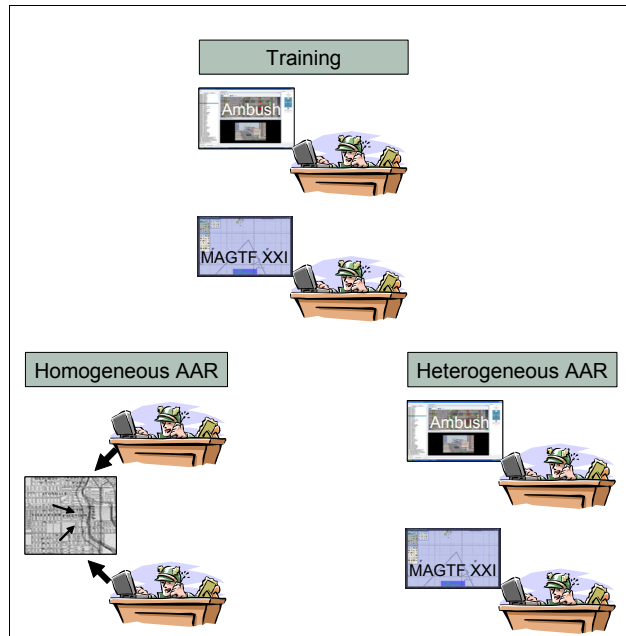 Training
Ambush
MAGTF XXI
Homogeneous AAR
Heterogeneous AAR
Ambush
MAGTF XXI